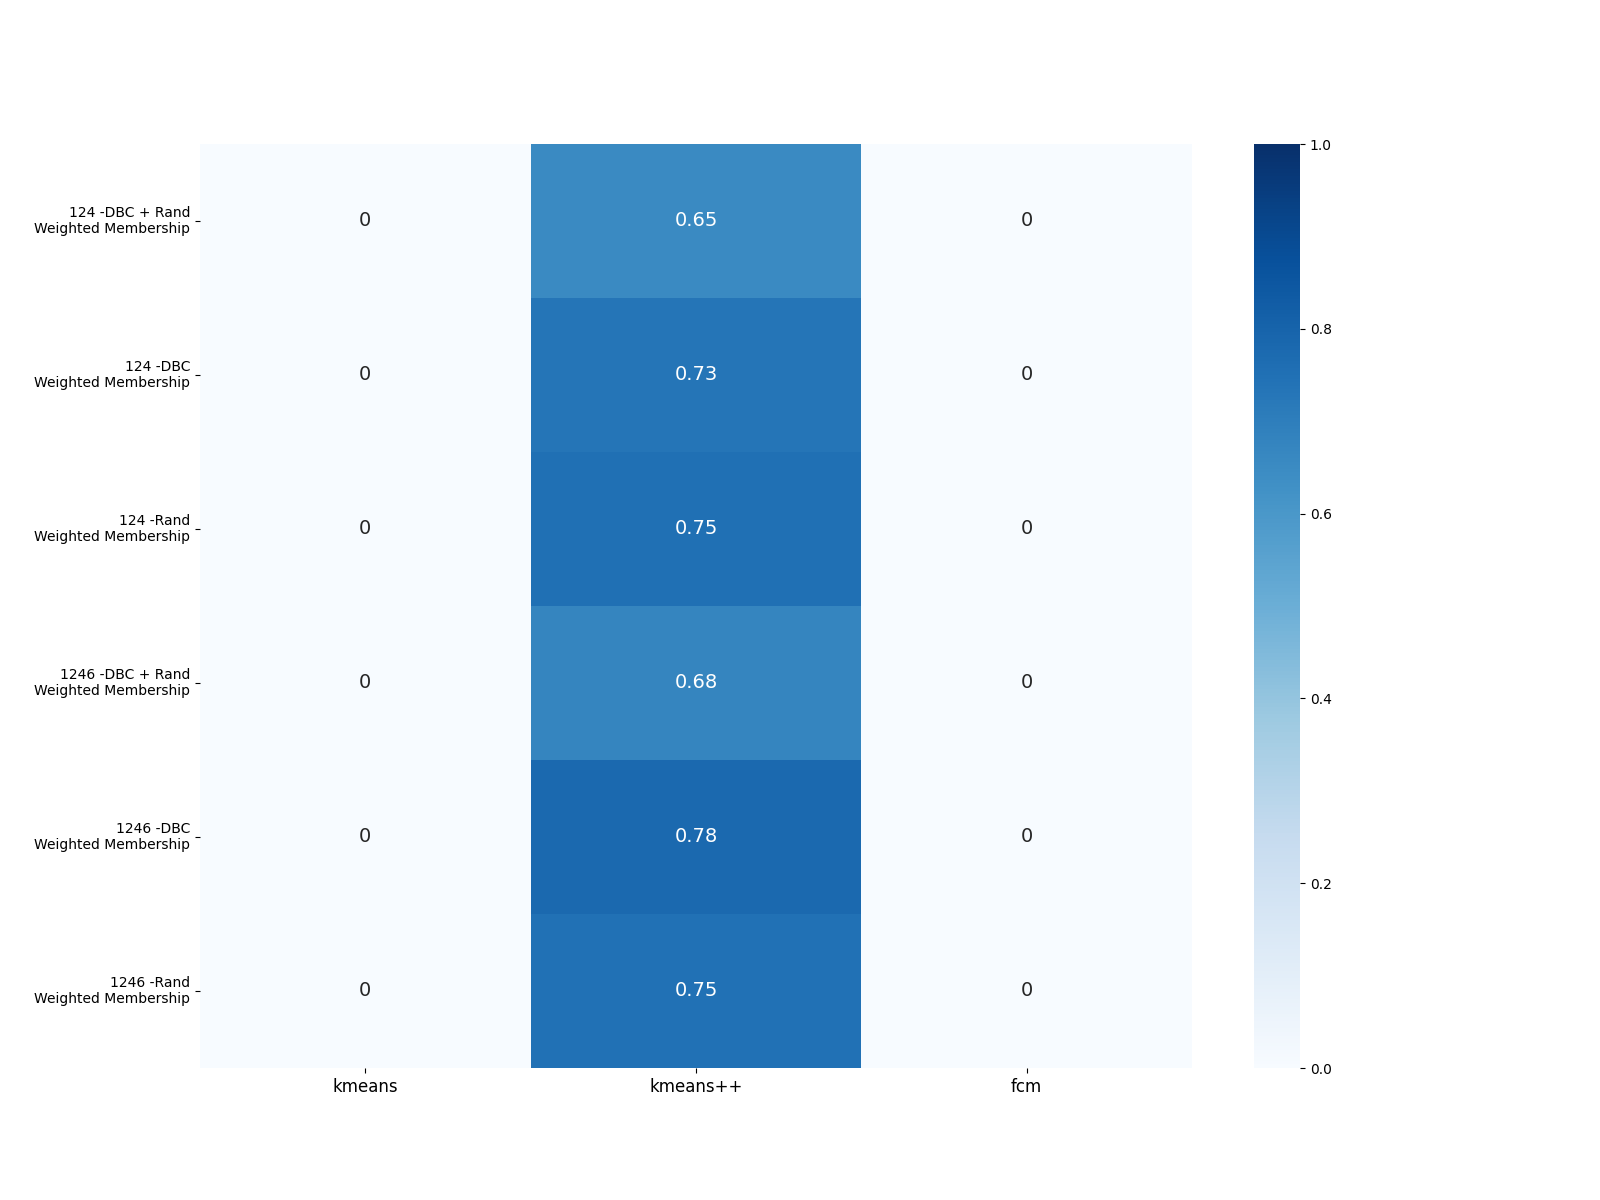 124 -DBC + Rand
Weighted Membership
0
0.65
0
124 -DBC
Weighted Membership
0
0.73
0
124 -Rand
Weighted Membership
0
0.75
0
1246 -DBC + Rand
Weighted Membership
0
0.68
0
1246 -DBC
Weighted Membership
0
0.78
0
1246 -Rand
Weighted Membership
0
0.75
0
kmeans
kmeans++
fcm
1.0
0.8
0.6
0.4
0.2
0.0